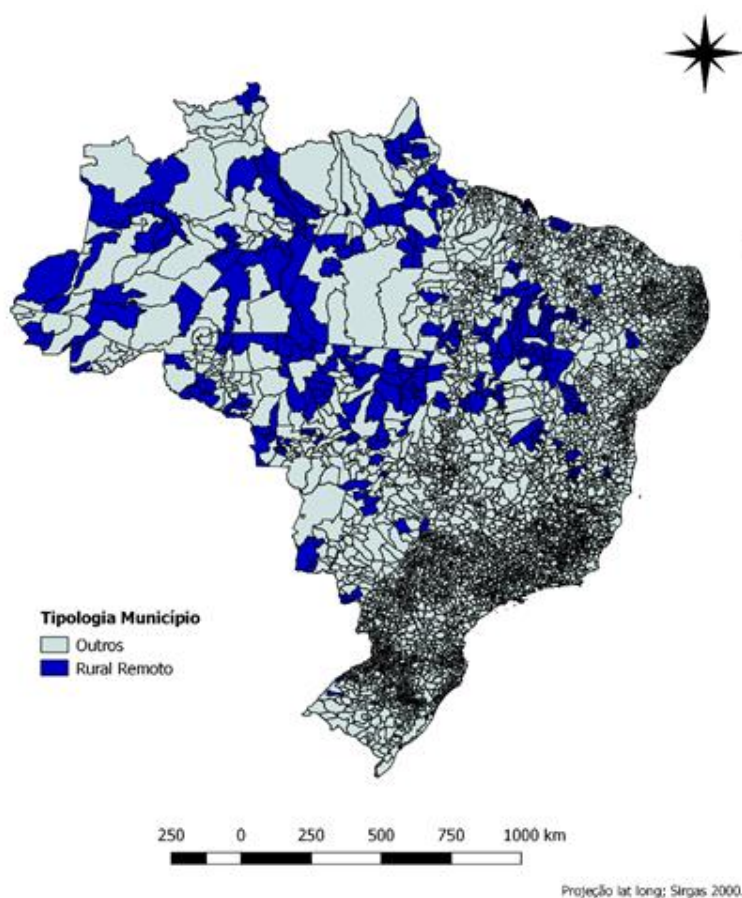 Tipologia Município
Outros
Rural Remoto
250 0 250 500 750 1000 km
Projeção lat long; Sirgas 2000.